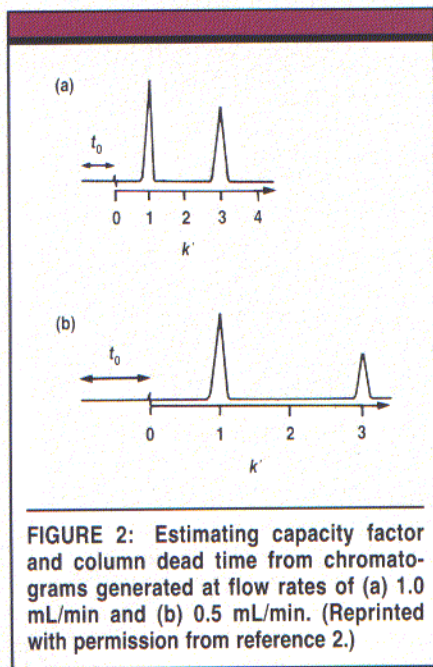 (a)
t₀
0 1 2 3 4
k'
(b)
t₀
0 1 2 3
k'
FIGURE 2: Estimating capacity factor
and column dead time from chromato-
grams generated at flow rates of (a) 1.0
mL/min and (b) 0.5 mL/min. (Reprinted
with permission from reference 2.)